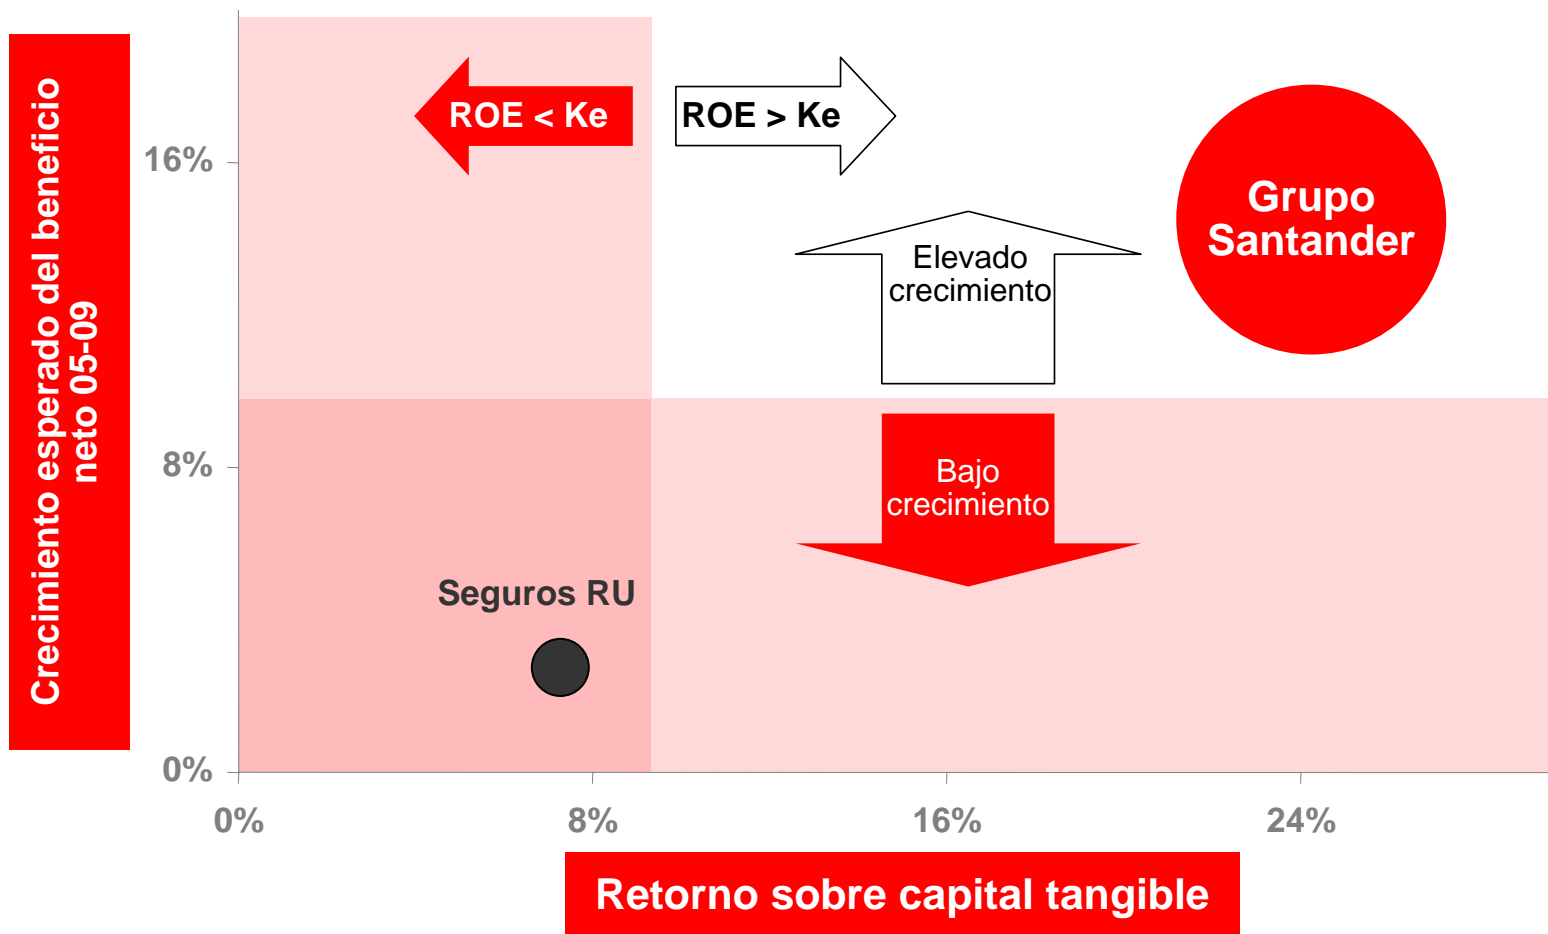 Crecimiento esperado del beneficio
neto 05-09
ROE < Ke
ROE > Ke
16%
Grupo
Santander
Elevado
crecimiento
8%
Bajo
crecimiento
Seguros RU
0%
0%
8%
16%
24%
Retorno sobre capital tangible